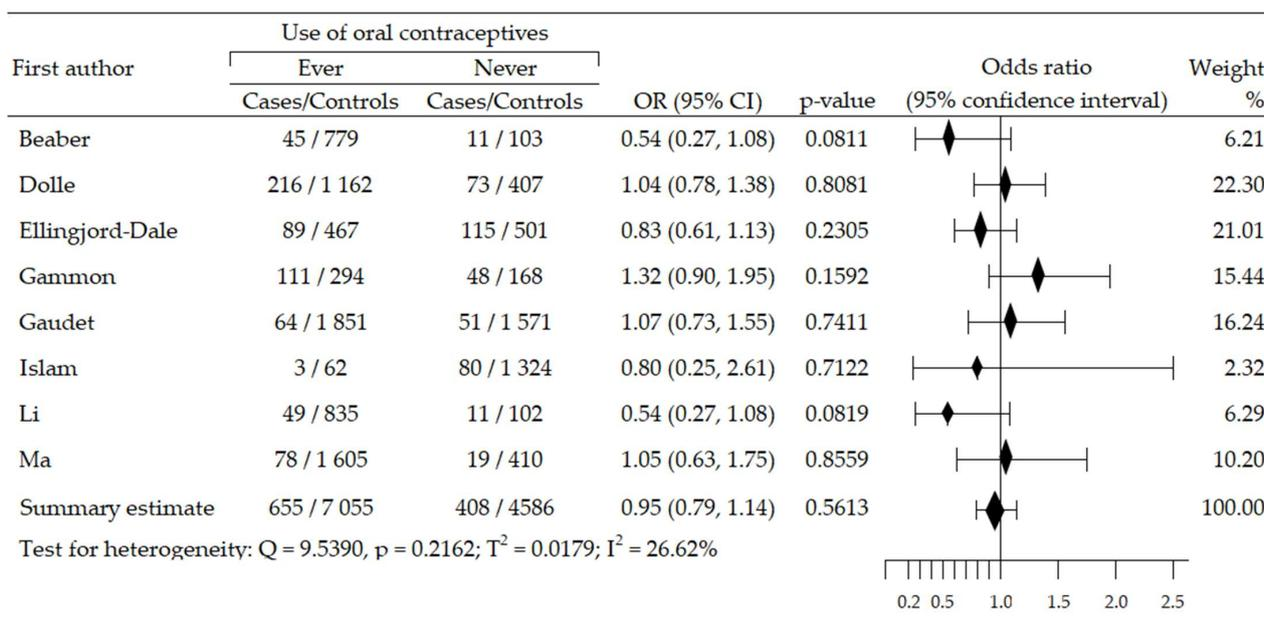 Use of oral contraceptives
First author Ever Never Odds ratio Weight
Cases/Controls Cases/Controls OR (95% CI) p-value (95% confidence interval) %
Beaber 45 / 779 11 / 103 0.54 (0.27, 1.08) 0.0811 6.21
Dolle 216 / 1 162 73 / 407 1.04 (0.78, 1.38) 0.8081 22.30
Ellingjord-Dale 89 / 467 115 / 501 0.83 (0.61, 1.13) 0.2305 21.01
Gammon 111 / 294 48 / 168 1.32 (0.90, 1.95) 0.1592 15.44
Gaudet 64 / 1 851 51 / 1 571 1.07 (0.73, 1.55) 0.7411 16.24
Islam 3 / 62 80 / 1 324 0.80 (0.25, 2.61) 0.7122 2.32
Li 49 / 835 11 / 102 0.54 (0.27, 1.08) 0.0819 6.29
Ma 78 / 1 605 19 / 410 1.05 (0.63, 1.75) 0.8559 10.20
Summary estimate 655 / 7 055 408 / 4586 0.95 (0.79, 1.14) 0.5613 100.00
Test for heterogeneity: Q = 9.5390, p = 0.2162; T² = 0.0179; I² = 26.62%
0.2 0.5 1.0 1.5 2.0 2.5